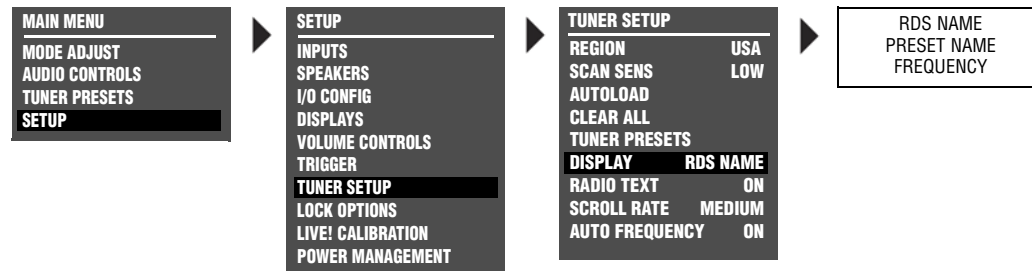 MAIN MENU
MODE ADJUST
AUDIO CONTROLS
TUNER PRESETS
SETUP
SETUP
INPUTS
SPEAKERS
I/O CONFIG
DISPLAYS
VOLUME CONTROLS
TRIGGER
TUNER SETUP
LOCK OPTIONS
LIVE! CALIBRATION
POWER MANAGEMENT
TUNER SETUP
REGION USA
SCAN SENS LOW
AUTOLOAD
CLEAR ALL
TUNER PRESETS
DISPLAY RDS NAME
RADIO TEXT ON
SCROLL RATE MEDIUM
AUTO FREQUENCY ON
RDS NAME
PRESET NAME
FREQUENCY